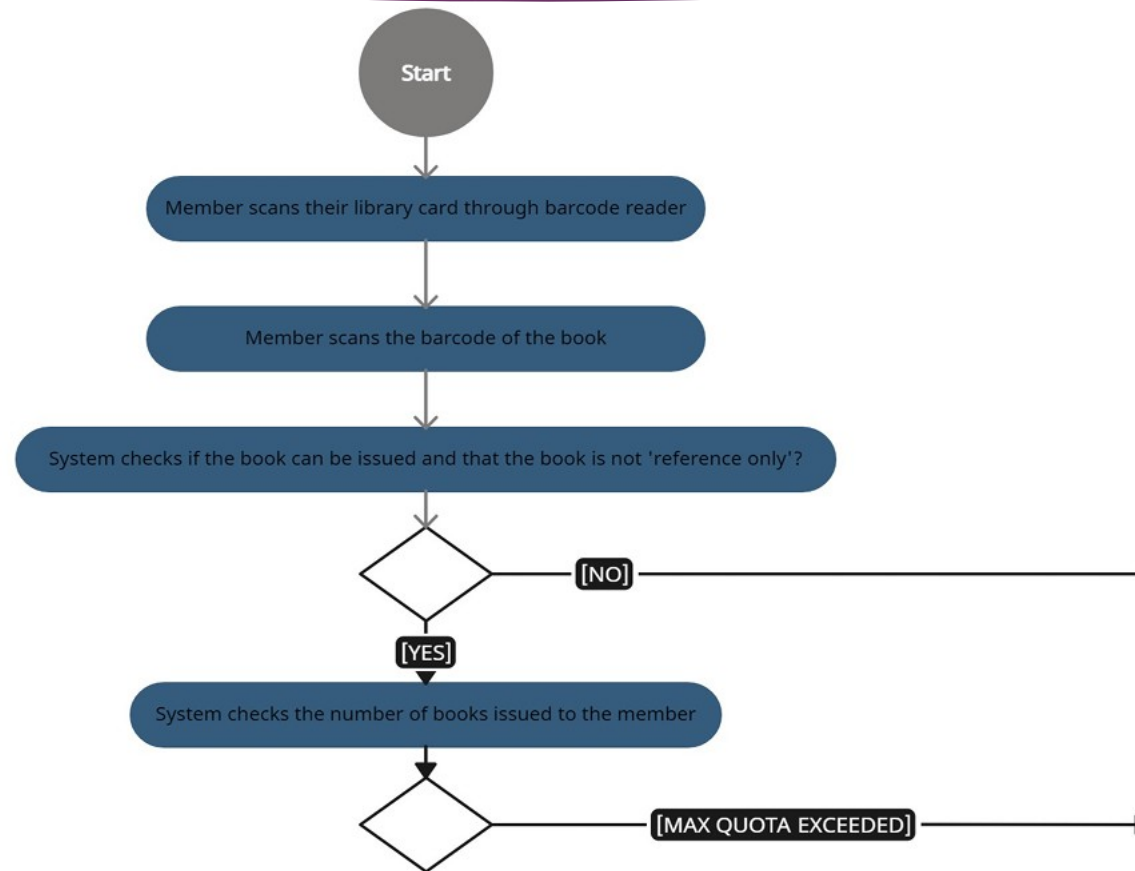 Start
Member scans their library card through barcode reader
Member scans the barcode of the book
System checks if the book can be issued and that the book is not 'reference only'?
[NO]
[YES]
System checks the number of books issued to the member
[MAX QUOTA EXCEEDED]